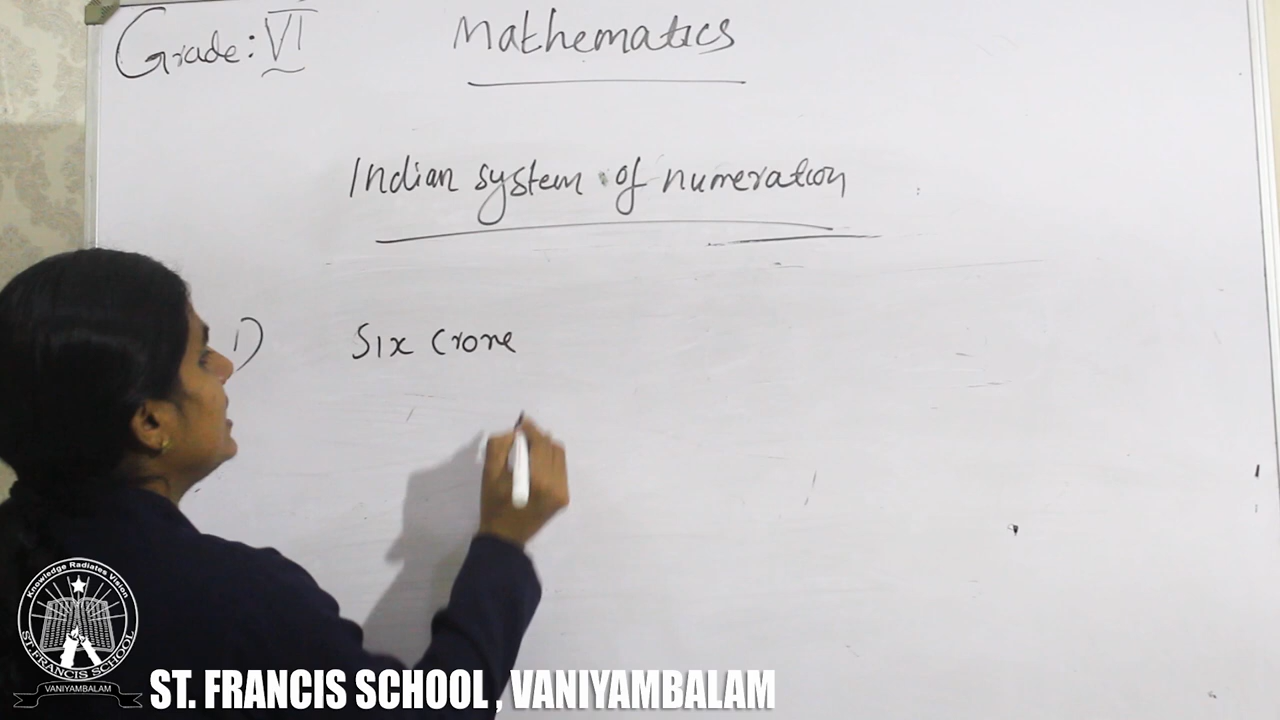 Grade: VI
Mathematics
Indian system of numeration
1) Six Crore
Knowledge Radiates Vision
ST. FRANCIS SCHOOL
VANIYAMBALAM
ST. FRANCIS SCHOOL, VANIYAMBALAM